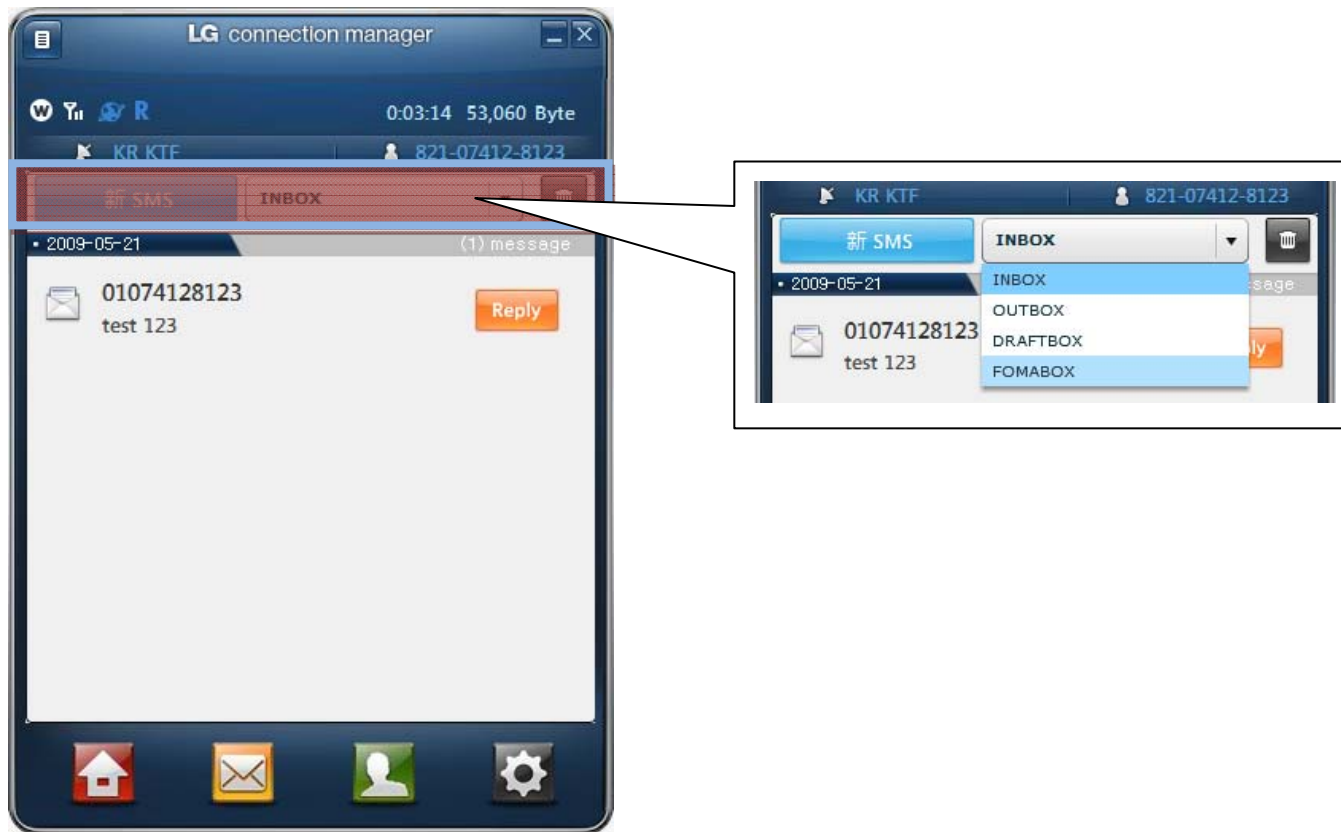 LG connection manager
R 0:03:14 53,060 Byte
KR KTF 821-07412-8123
新 SMS INBOX
2009-05-21 (1) message
01074128123 Reply
test 123
KR KTF 821-07412-8123
新 SMS INBOX
2009-05-21 INBOX sage
OUTBOX
01074128123 DRAFTBOX ly
test 123 FOMABOX